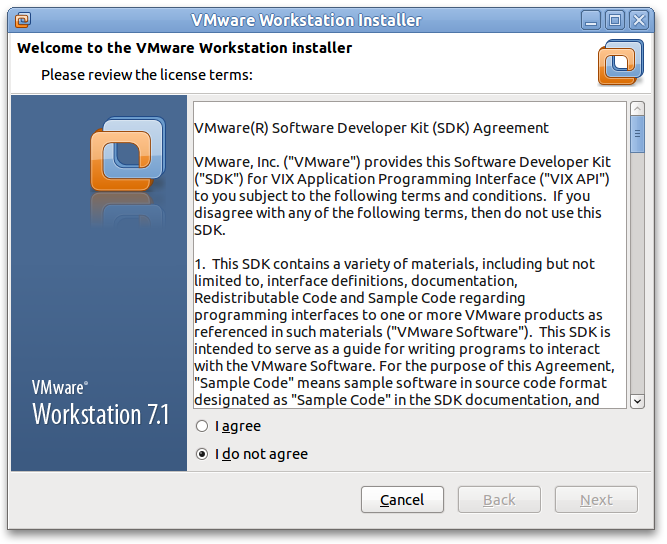 VMware Workstation Installer
Welcome to the VMware Workstation installer
Please review the license terms:
VMware(R) Software Developer Kit (SDK) Agreement
VMware, Inc. ("VMware") provides this Software Developer Kit
("SDK") for VIX Application Programming Interface ("VIX API")
to you subject to the following terms and conditions.  If you
disagree with any of the following terms, then do not use this
SDK.
1.  This SDK contains a variety of materials, including but not
limited to, interface definitions, documentation,
Redistributable Code and Sample Code regarding
programming interfaces to one or more VMware products as
referenced in such materials ("VMware Software").  This SDK is
intended to serve as a guide for writing programs to interact
with the VMware Software. For the purpose of this Agreement,
"Sample Code" means sample software in source code format
designated as "Sample Code" in the SDK documentation, and
VMware®
Workstation 7.1
I agree
I do not agree
Cancel
Back
Next